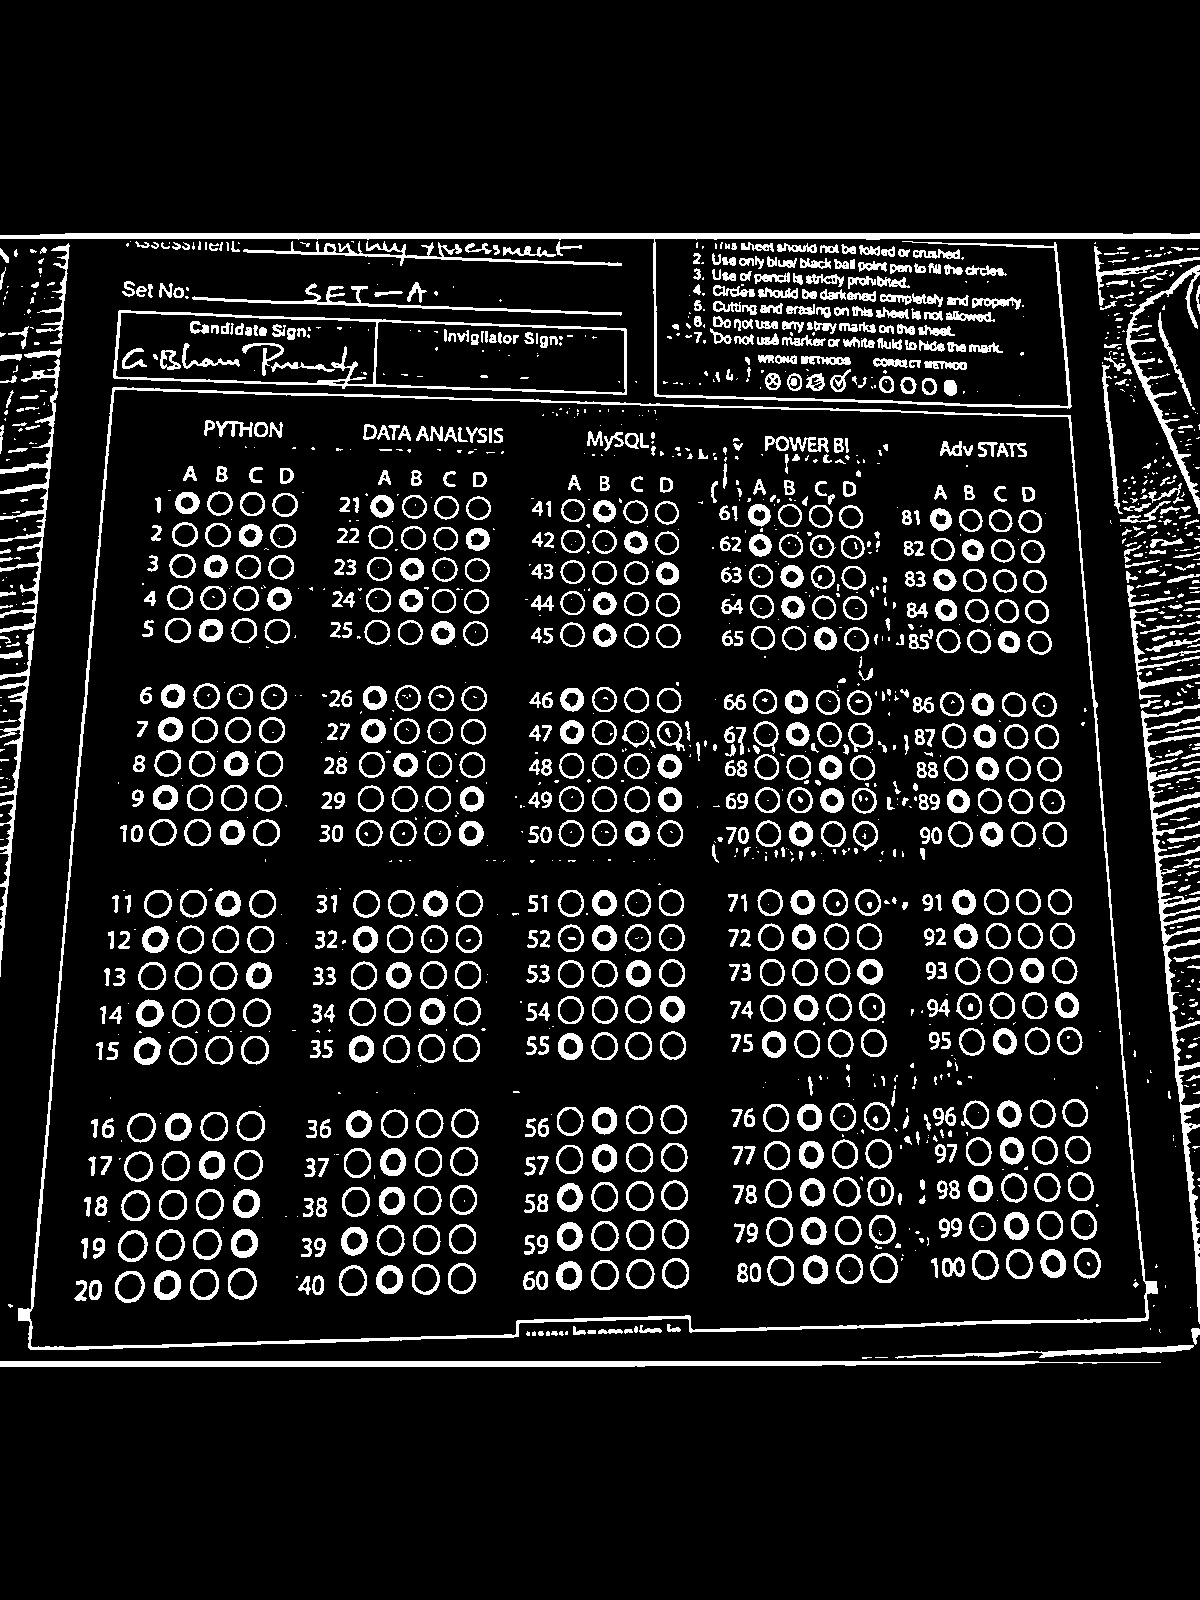 Assessment: Monthly Assessment
Set No: SET-A.
Candidate Sign:
Invigilator Sign:
1. This sheet should not be folded or crushed.
2. Use only blue/ black ball point pen to fill the circles.
3. Use of pencil is strictly prohibited.
4. Circles should be darkened completely and properly.
5. Cutting and erasing on this sheet is not allowed.
6. Do not use any stray marks on the sheet.
7. Do not use marker or white fluid to hide the mark.
WRONG METHODS CORRECT METHOD
PYTHON DATA ANALYSIS MySQL POWER BI Adv STATS
A B C D A B C D A B C D A B C D A B C D
1 21 41 61 81
2 22 42 62 82
3 23 43 63 83
4 24 44 64 84
5 25 45 65 85
6 26 46 66 86
7 27 47 67 87
8 28 48 68 88
9 29 49 69 89
10 30 50 70 90
11 31 51 71 91
12 32 52 72 92
13 33 53 73 93
14 34 54 74 94
15 35 55 75 95
16 36 56 76 96
17 37 57 77 97
18 38 58 78 98
19 39 59 79 99
20 40 60 80 100